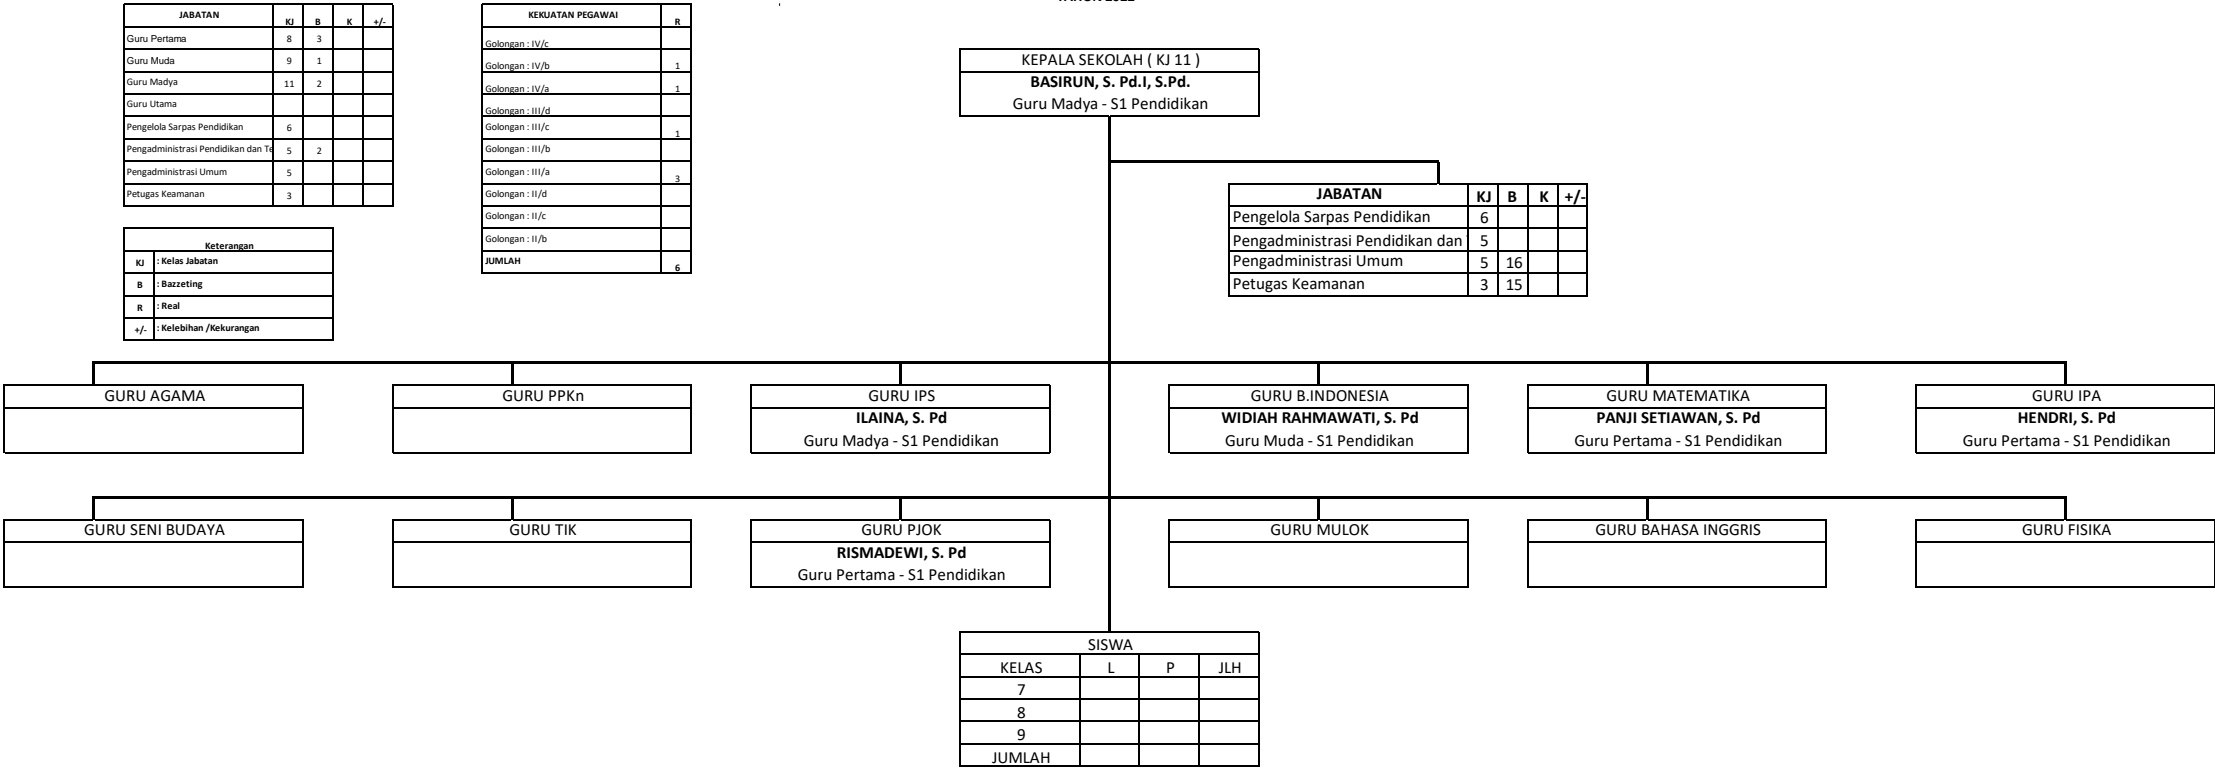 JABATAN KJ B K +/-
Guru Pertama 8 3
Guru Muda 9 1
Guru Madya 11 2
Guru Utama
Pengelola Sarpas Pendidikan 6
Pengadministrasi Pendidikan dan Te 5 2
Pengadministrasi Umum 5
Petugas Keamanan 3
Keterangan
KJ : Kelas Jabatan
B : Bazzeting
R : Real
+/- : Kelebihan /Kekurangan
KEKUATAN PEGAWAI R
Golongan : IV/c
Golongan : IV/b 1
Golongan : IV/a 1
Golongan : III/d
Golongan : III/c 1
Golongan : III/b
Golongan : III/a 3
Golongan : II/d
Golongan : II/c
Golongan : II/b
JUMLAH 6
KEPALA SEKOLAH ( KJ 11 )
BASIRUN, S. Pd.I, S.Pd.
Guru Madya - S1 Pendidikan
JABATAN KJ B K +/-
Pengelola Sarpas Pendidikan 6
Pengadministrasi Pendidikan dan 5
Pengadministrasi Umum 5 16
Petugas Keamanan 3 15
GURU AGAMA
GURU PPKn
GURU IPS
ILAINA, S. Pd
Guru Madya - S1 Pendidikan
GURU B.INDONESIA
WIDIAH RAHMAWATI, S. Pd
Guru Muda - S1 Pendidikan
GURU MATEMATIKA
PANJI SETIAWAN, S. Pd
Guru Pertama - S1 Pendidikan
GURU IPA
HENDRI, S. Pd
Guru Pertama - S1 Pendidikan
GURU SENI BUDAYA
GURU TIK
GURU PJOK
RISMADEWI, S. Pd
Guru Pertama - S1 Pendidikan
GURU MULOK
GURU BAHASA INGGRIS
GURU FISIKA
SISWA
KELAS L P JLH
7
8
9
JUMLAH